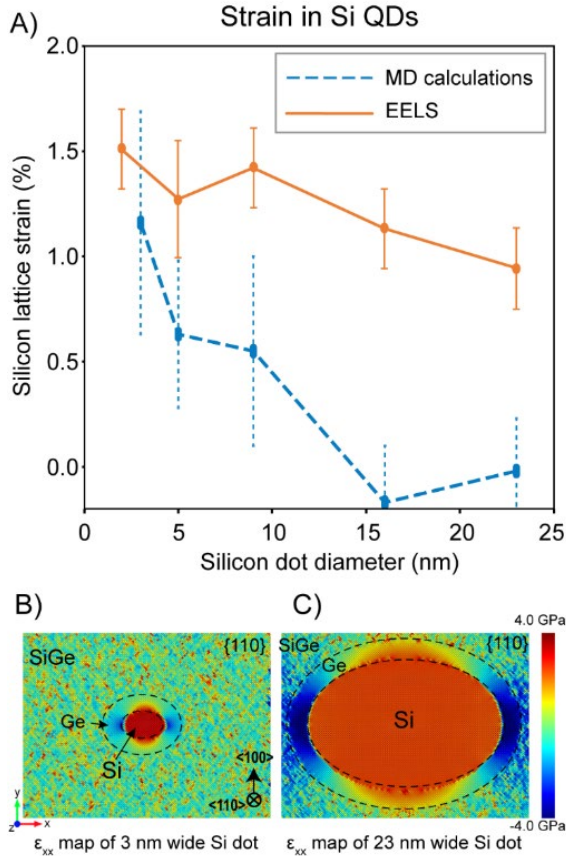 A)
Strain in Si QDs
Silicon lattice strain (%)
2.0
1.5
1.0
0.5
0.0
MD calculations
EELS
0 5 10 15 20 25
Silicon dot diameter (nm)
B)
SiGe
{110}
Ge
Si
<100>
<110>
y
z x
εxx map of 3 nm wide Si dot
C)
SiGe
{110}
Ge
Si
4.0 GPa
-4.0 GPa
εxx map of 23 nm wide Si dot